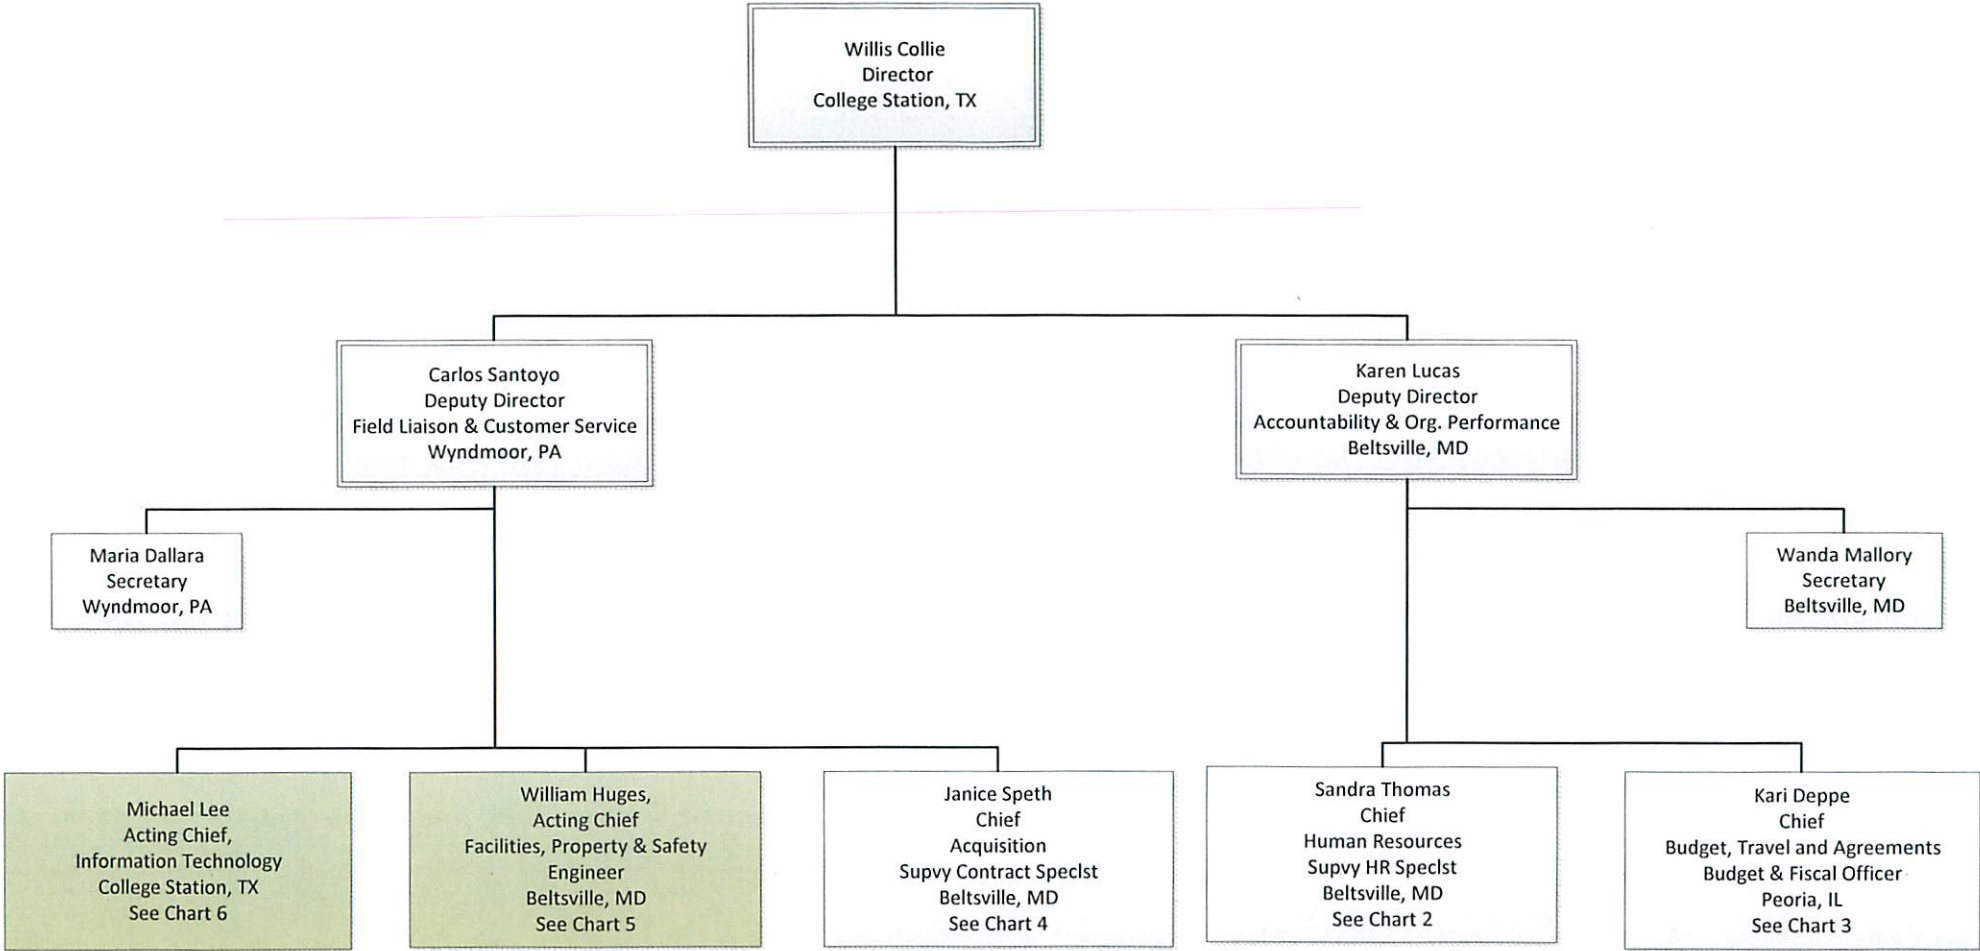 Willis Collie
Director
College Station, TX
Carlos Santoyo
Deputy Director
Field Liaison & Customer Service
Wyndmoor, PA
Karen Lucas
Deputy Director
Accountability & Org. Performance
Beltsville, MD
Maria Dallara
Secretary
Wyndmoor, PA
Wanda Mallory
Secretary
Beltsville, MD
Michael Lee
Acting Chief,
Information Technology
College Station, TX
See Chart 6
William Huges,
Acting Chief
Facilities, Property & Safety
Engineer
Beltsville, MD
See Chart 5
Janice Speth
Chief
Acquisition
Supvy Contract Speclst
Beltsville, MD
See Chart 4
Sandra Thomas
Chief
Human Resources
Supvy HR Speclst
Beltsville, MD
See Chart 2
Kari Deppe
Chief
Budget, Travel and Agreements
Budget & Fiscal Officer
Peoria, IL
See Chart 3